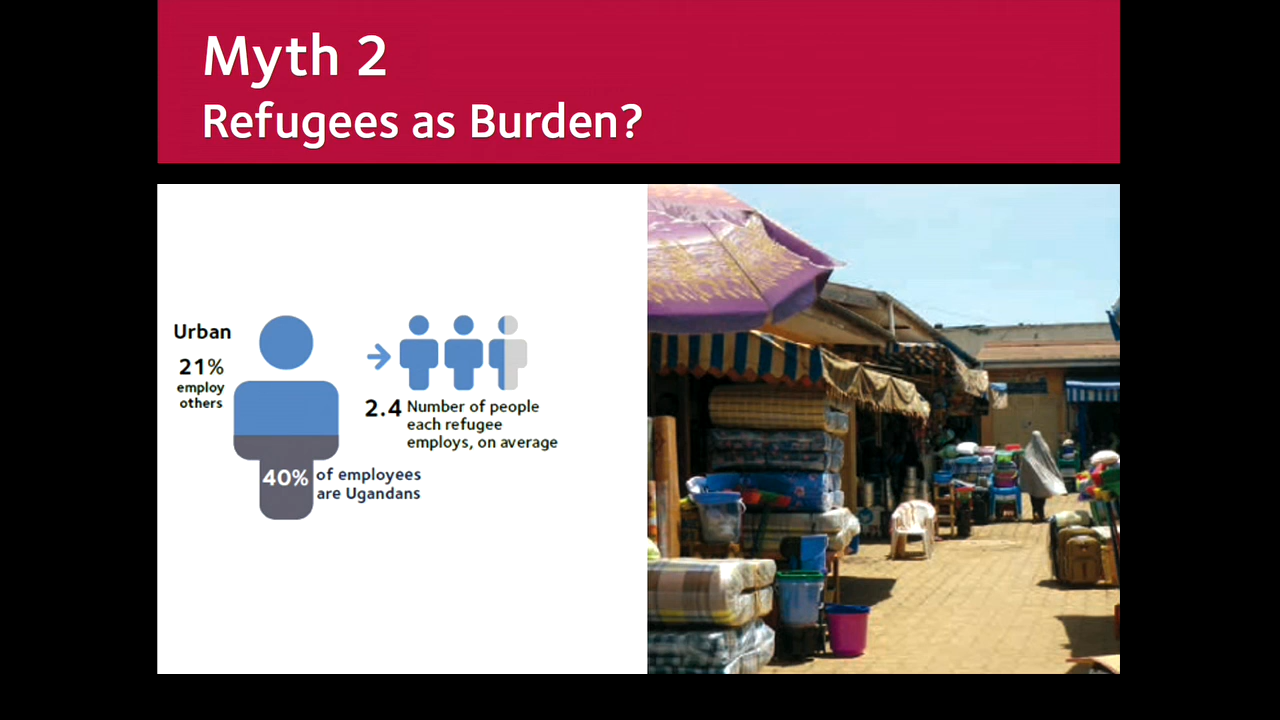 Myth 2
Refugees as Burden?
Urban
21%
employ
others
40% of employees
are Ugandans
2.4 Number of people
each refugee
employs, on average